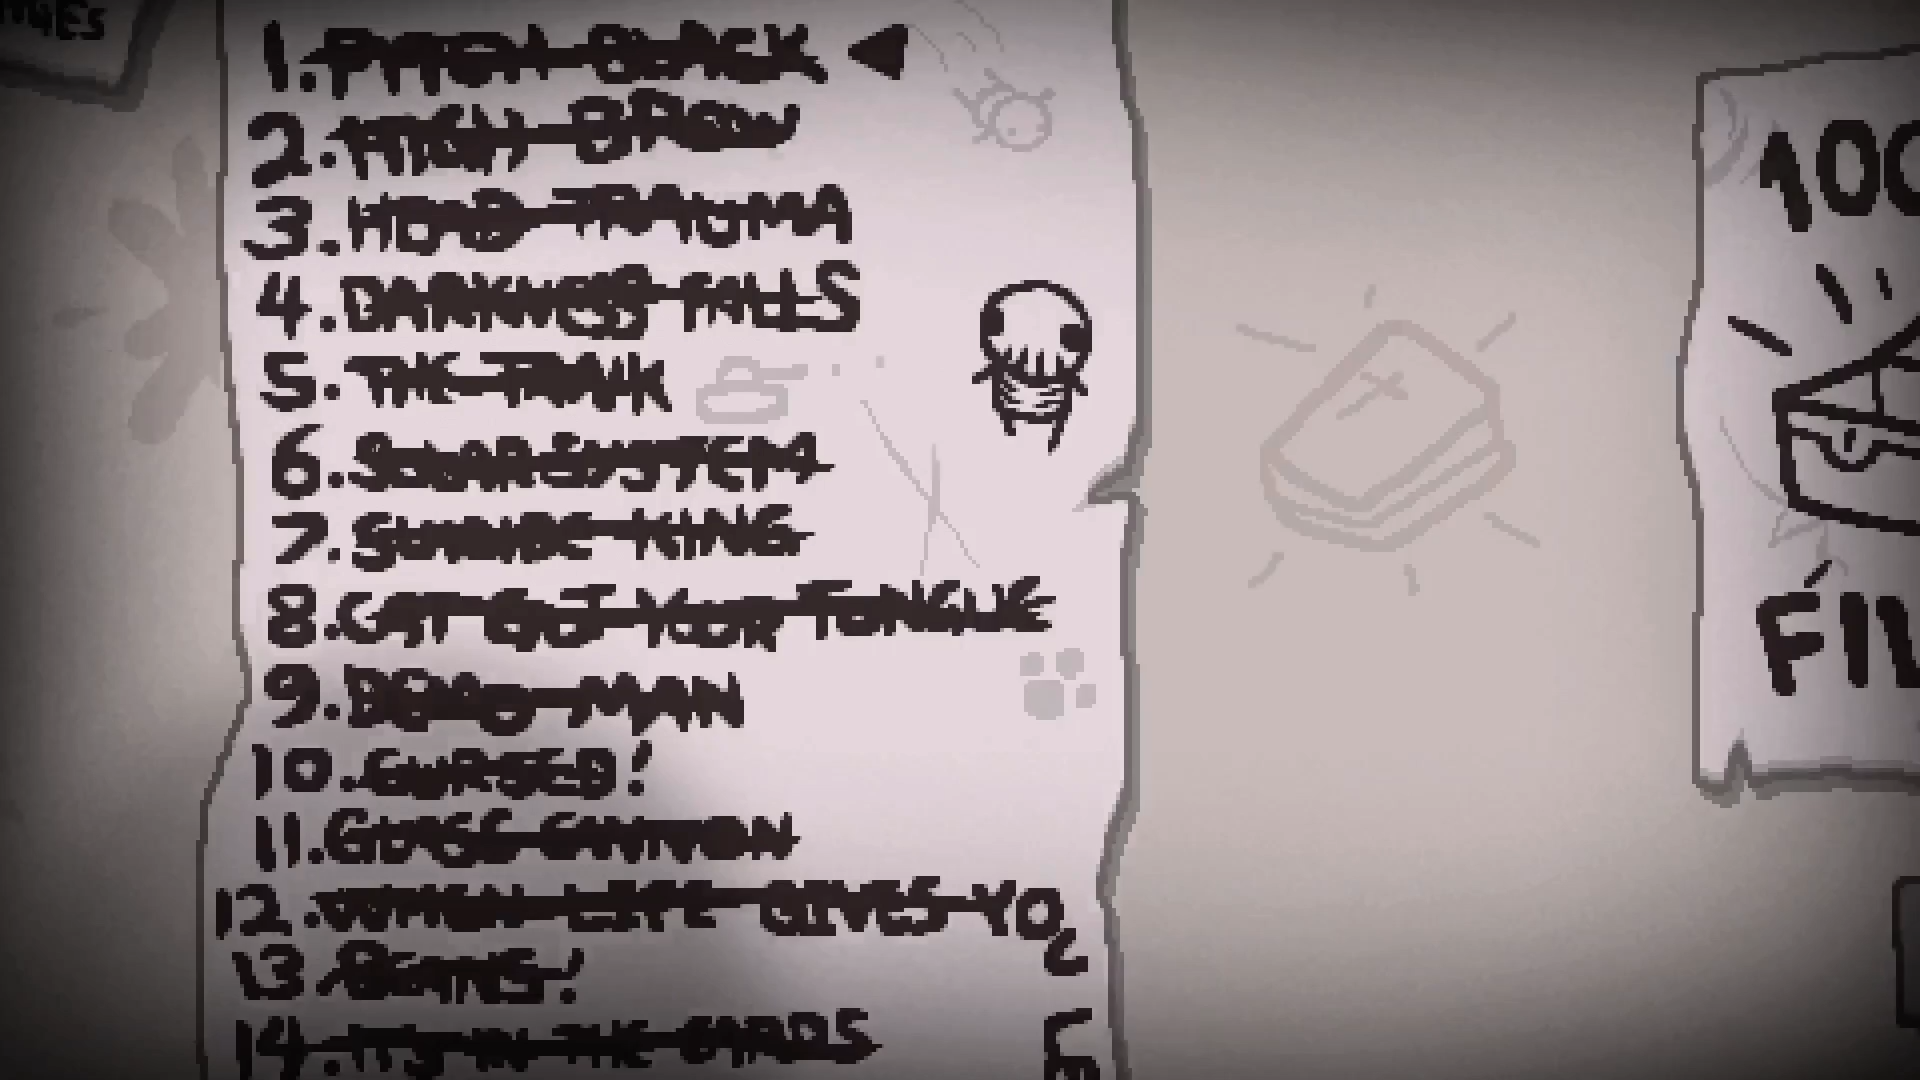 1. PITCH BLACK
2. HIGH BROW
3. HEAD TRAUMA
4. DARKNESS FALLS
5. THE TANK
6. SOLAR SYSTEM
7. SUICIDE KING
8. CAT GOT YOUR TONGUE
9. DEMO MAN
10. CURSED!
11. GLASS CANNON
12. WHEN LIFE GIVES YOU
13. BEANS!
14. ITS IN THE CARDS
100